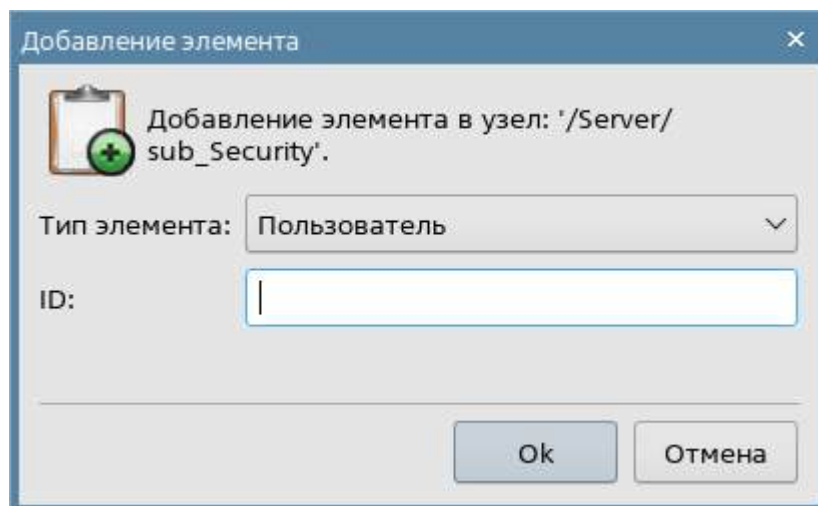 Добавление элемента
Добавление элемента в узел: '/Server/
sub_Security'.
Тип элемента: Пользователь
ID:
Ok Отмена